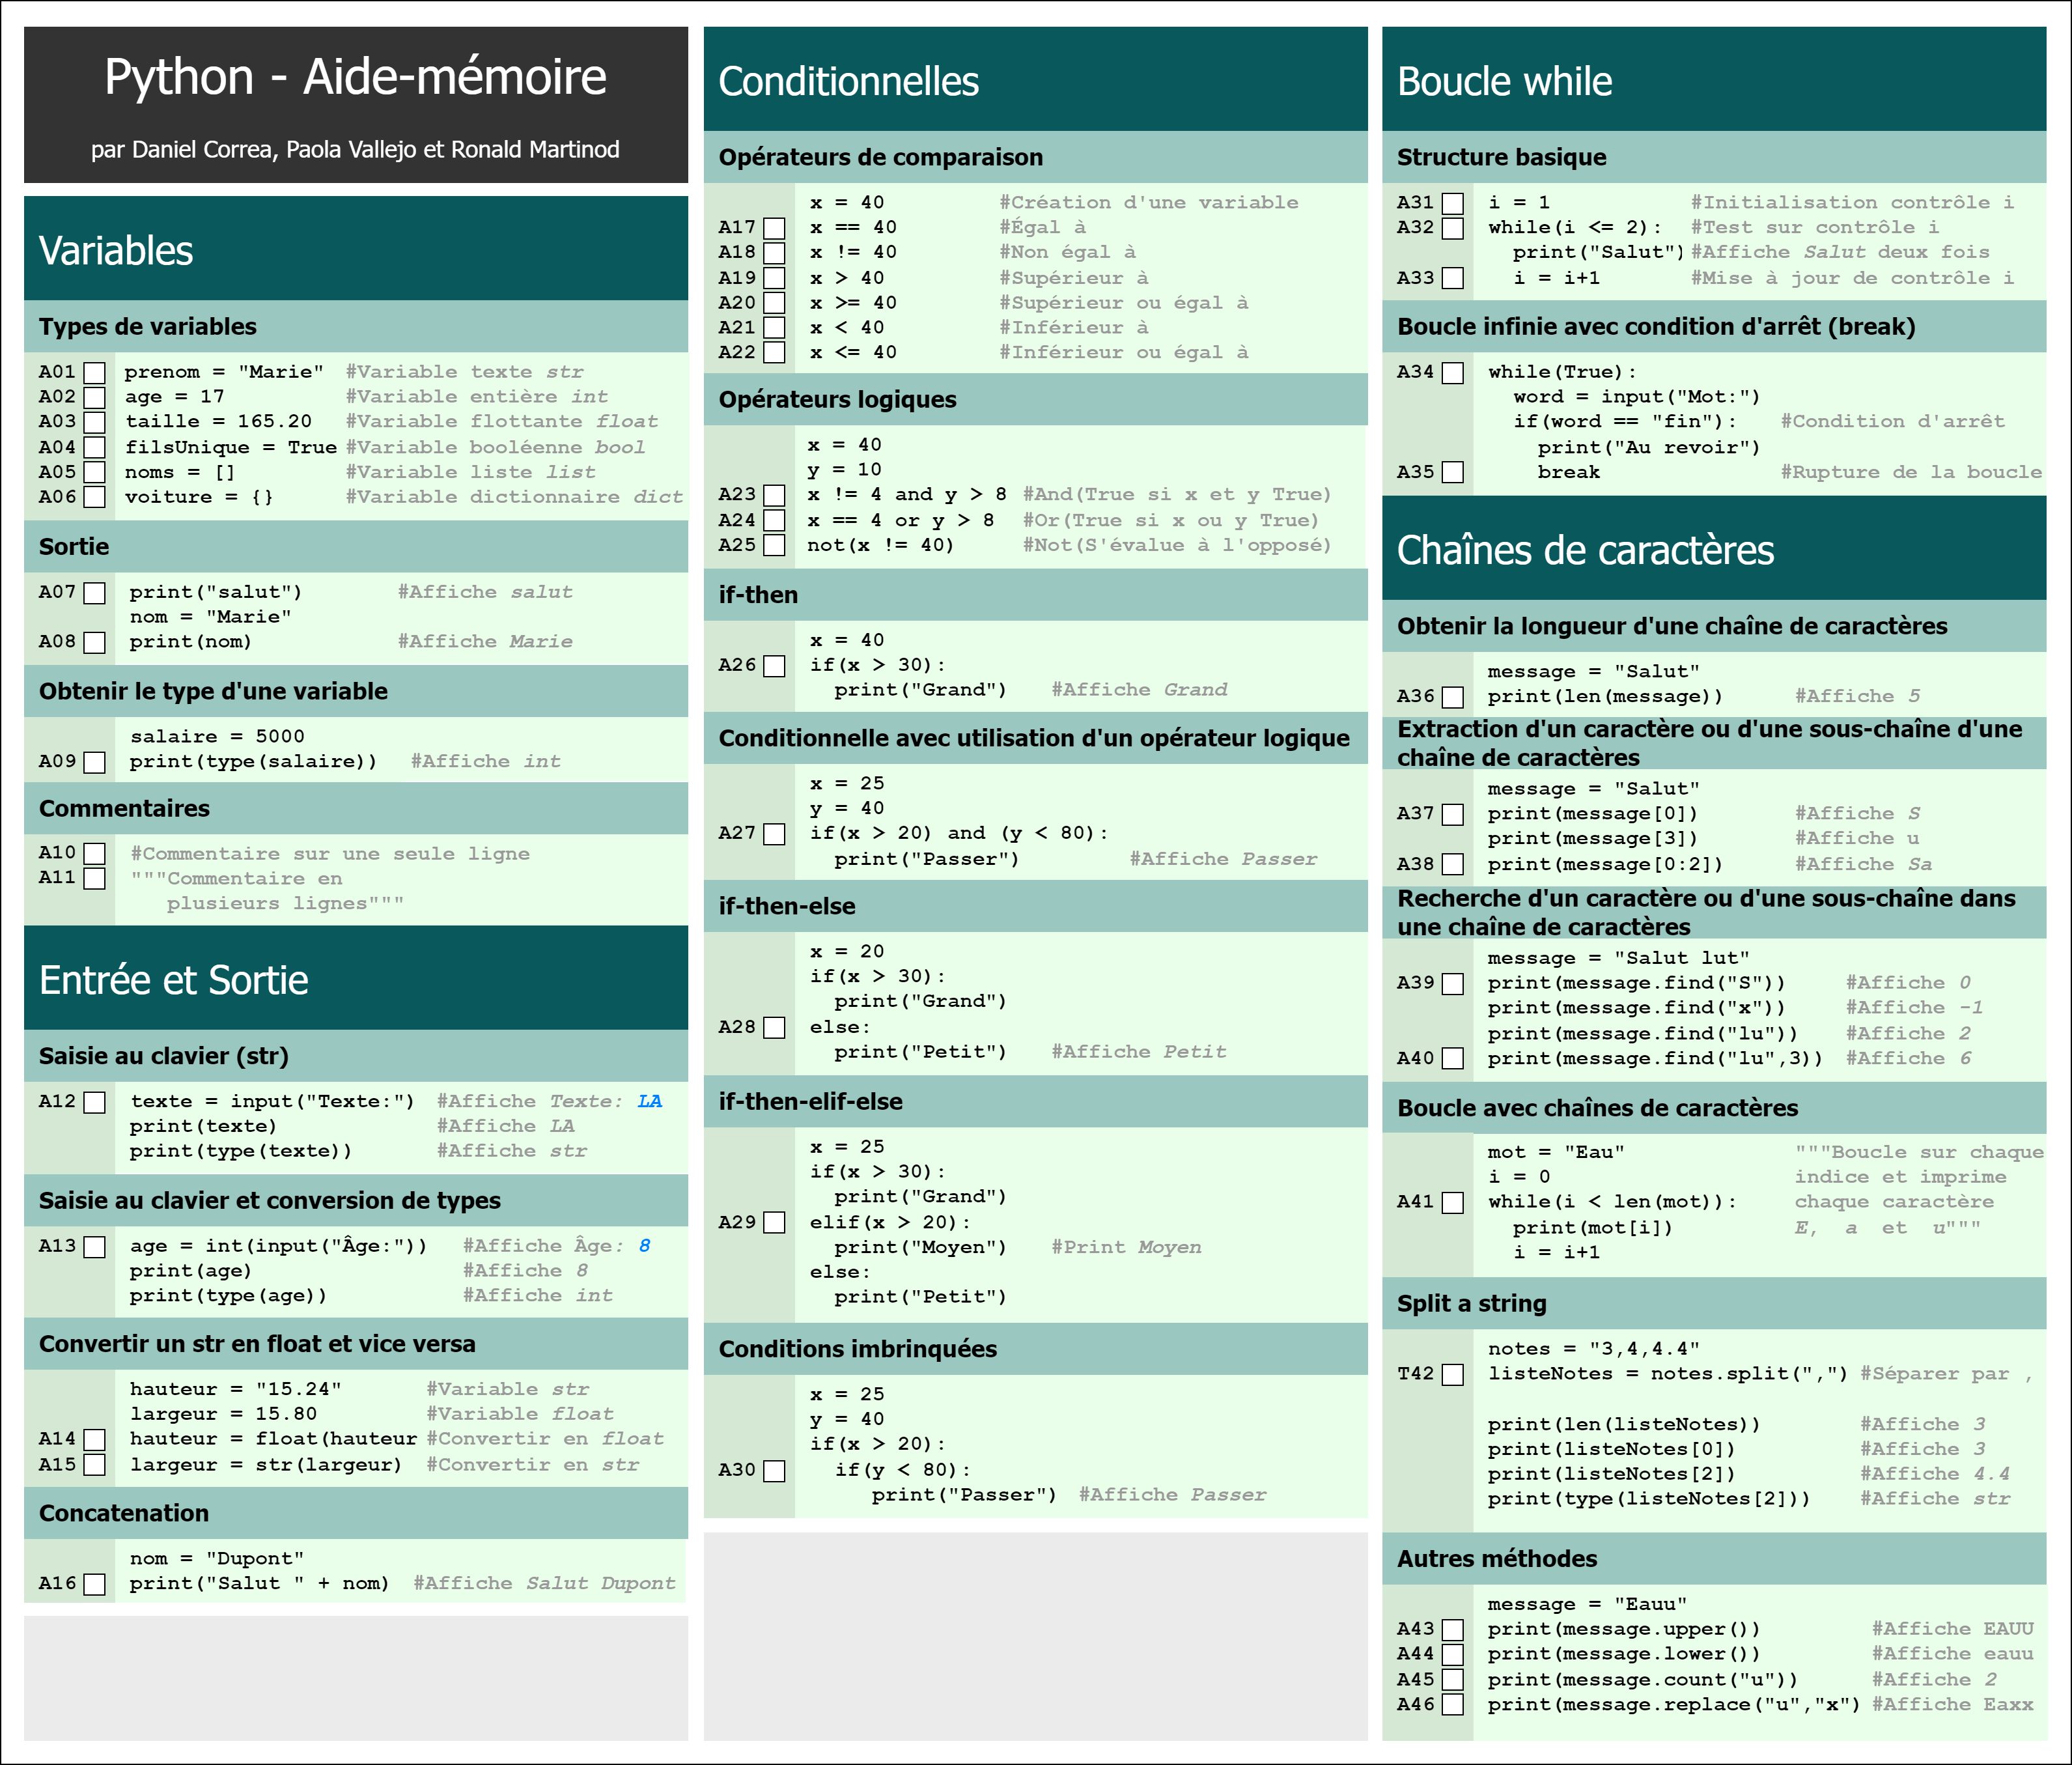 Python - Aide-mémoire
par Daniel Correa, Paola Vallejo et Ronald Martinod
Variables
Types de variables
A01 prenom = "Marie" #Variable texte str
A02 age = 17 #Variable entière int
A03 taille = 165.20 #Variable flottante float
A04 filsUnique = True #Variable booléenne bool
A05 noms = [] #Variable liste list
A06 voiture = {} #Variable dictionnaire dict
Sortie
A07 print("salut") #Affiche salut
nom = "Marie"
A08 print(nom) #Affiche Marie
Obtenir le type d'une variable
salaire = 5000
A09 print(type(salaire)) #Affiche int
Commentaires
A10 #Commentaire sur une seule ligne
A11 """Commentaire en
plusieurs lignes"""
Entrée et Sortie
Saisie au clavier (str)
A12 texte = input("Texte:") #Affiche Texte: LA
print(texte) #Affiche LA
print(type(texte)) #Affiche str
Saisie au clavier et conversion de types
A13 age = int(input("Âge:")) #Affiche Âge: 8
print(age) #Affiche 8
print(type(age)) #Affiche int
Convertir un str en float et vice versa
hauteur = "15.24" #Variable str
largeur = 15.80 #Variable float
A14 hauteur = float(hauteur #Convertir en float
A15 largeur = str(largeur) #Convertir en str
Concatenation
nom = "Dupont"
A16 print("Salut " + nom) #Affiche Salut Dupont
Conditionnelles
Opérateurs de comparaison
x = 40 #Création d'une variable
A17 x == 40 #Égal à
A18 x != 40 #Non égal à
A19 x > 40 #Supérieur à
A20 x >= 40 #Supérieur ou égal à
A21 x < 40 #Inférieur à
A22 x <= 40 #Inférieur ou égal à
Opérateurs logiques
x = 40
y = 10
A23 x != 4 and y > 8 #And(True si x et y True)
A24 x == 4 or y > 8 #Or(True si x ou y True)
A25 not(x != 40) #Not(S'évalue à l'opposé)
if-then
x = 40
A26 if(x > 30):
print("Grand") #Affiche Grand
Conditionnelle avec utilisation d'un opérateur logique
x = 25
y = 40
A27 if(x > 20) and (y < 80):
print("Passer") #Affiche Passer
if-then-else
x = 20
if(x > 30):
print("Grand")
A28 else:
print("Petit") #Affiche Petit
if-then-elif-else
x = 25
if(x > 30):
print("Grand")
A29 elif(x > 20):
print("Moyen") #Print Moyen
else:
print("Petit")
Conditions imbrinquées
x = 25
y = 40
if(x > 20):
A30 if(y < 80):
print("Passer") #Affiche Passer
Boucle while
Structure basique
A31 i = 1 #Initialisation contrôle i
A32 while(i <= 2): #Test sur contrôle i
print("Salut") #Affiche Salut deux fois
A33 i = i+1 #Mise à jour de contrôle i
Boucle infinie avec condition d'arrêt (break)
A34 while(True):
word = input("Mot:")
if(word == "fin"): #Condition d'arrêt
print("Au revoir")
A35 break #Rupture de la boucle
Chaînes de caractères
Obtenir la longueur d'une chaîne de caractères
message = "Salut"
A36 print(len(message)) #Affiche 5
Extraction d'un caractère ou d'une sous-chaîne d'une
chaîne de caractères
message = "Salut"
A37 print(message[0]) #Affiche S
print(message[3]) #Affiche u
A38 print(message[0:2]) #Affiche Sa
Recherche d'un caractère ou d'une sous-chaîne dans
une chaîne de caractères
message = "Salut lut"
A39 print(message.find("S")) #Affiche 0
print(message.find("x")) #Affiche -1
print(message.find("lu")) #Affiche 2
A40 print(message.find("lu",3)) #Affiche 6
Boucle avec chaînes de caractères
mot = "Eau" """Boucle sur chaque
i = 0 indice et imprime
A41 while(i < len(mot)): chaque caractère
print(mot[i]) E, a et u"""
i = i+1
Split a string
notes = "3,4,4.4"
T42 listeNotes = notes.split(",") #Séparer par ,
print(len(listeNotes)) #Affiche 3
print(listeNotes[0]) #Affiche 3
print(listeNotes[2]) #Affiche 4.4
print(type(listeNotes[2])) #Affiche str
Autres méthodes
message = "Eauu"
A43 print(message.upper()) #Affiche EAUU
A44 print(message.lower()) #Affiche eauu
A45 print(message.count("u")) #Affiche 2
A46 print(message.replace("u","x") #Affiche Eaxx